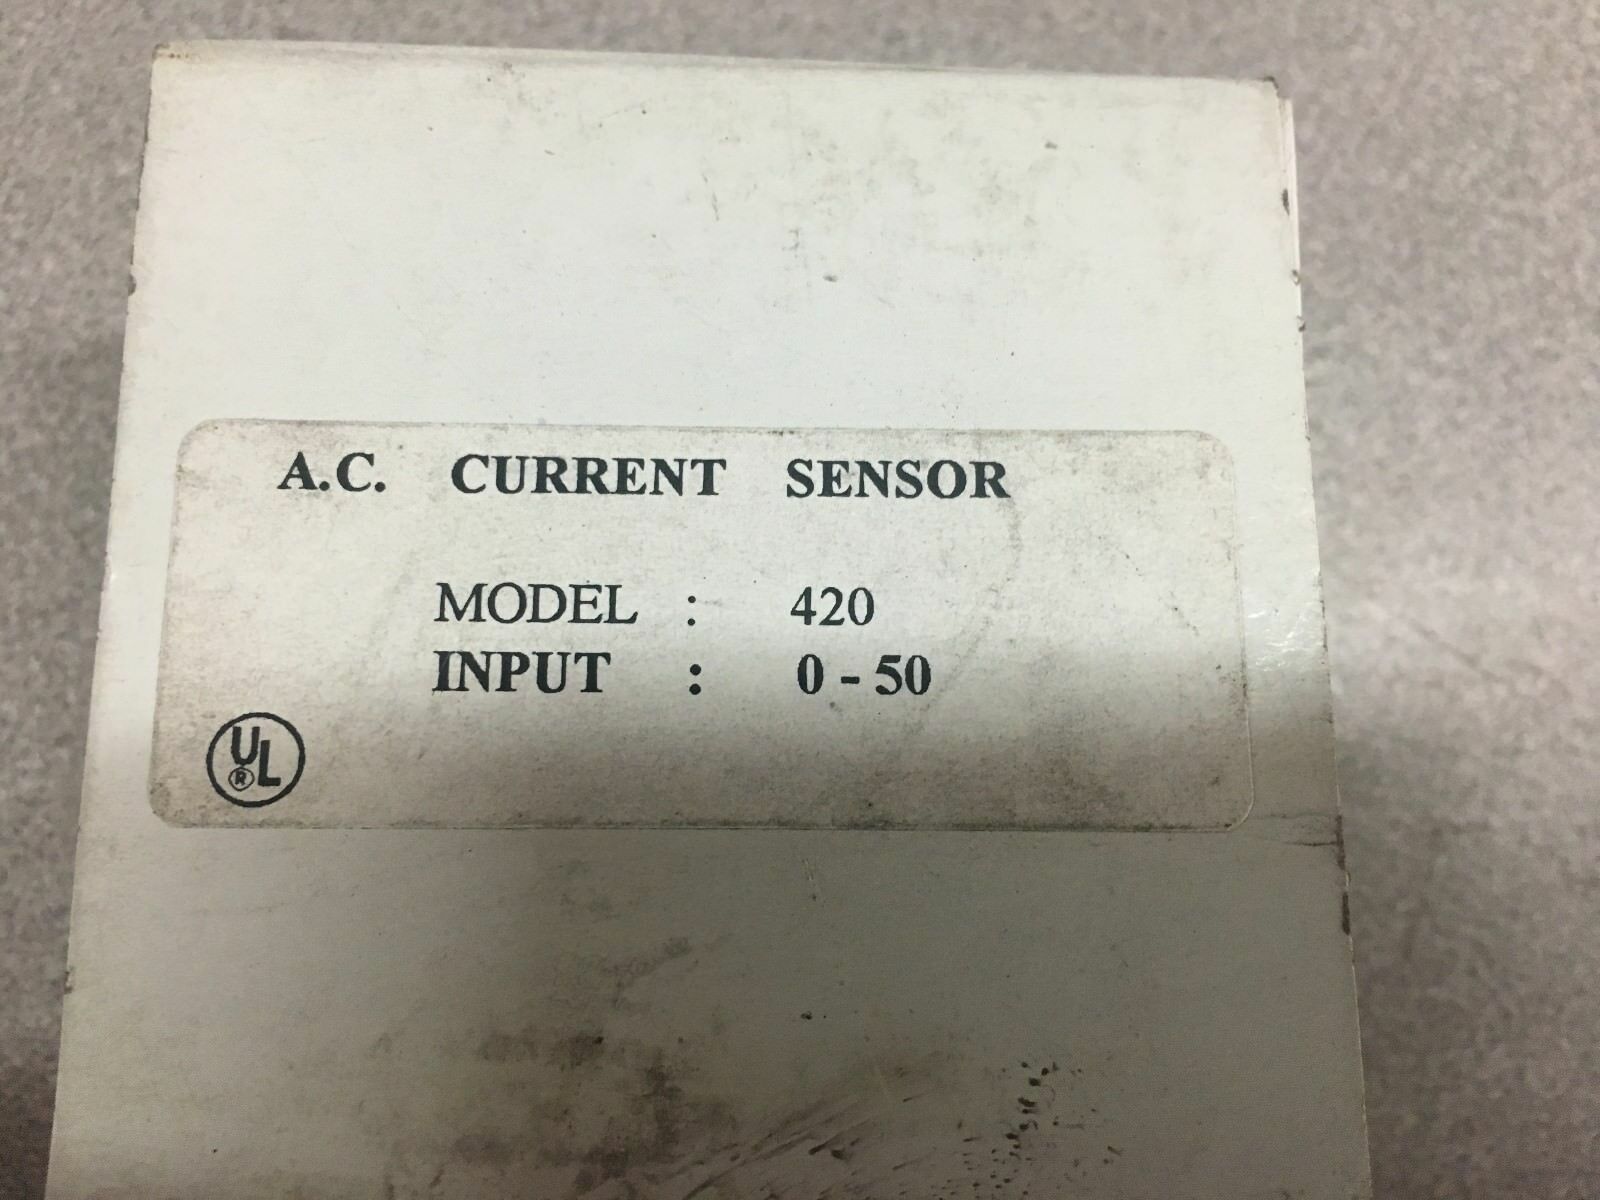 A.C. CURRENT SENSOR
MODEL : 420
INPUT : 0 - 50
UL ®